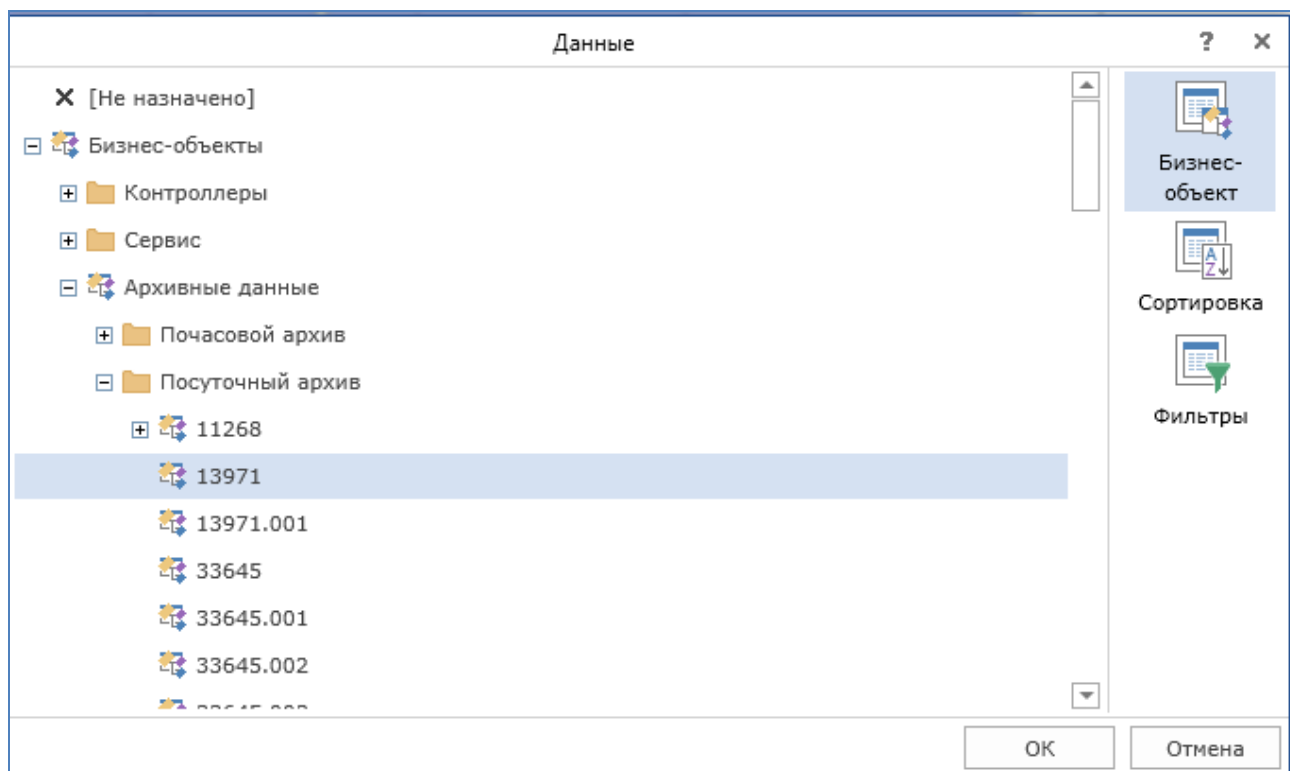 Данные
[Не назначено]
Бизнес-объекты
Контроллеры
Сервис
Архивные данные
Почасовой архив
Посуточный архив
11268
13971
13971.001
33645
33645.001
33645.002
Бизнес-
объект
Сортировка
Фильтры
ОК
Отмена